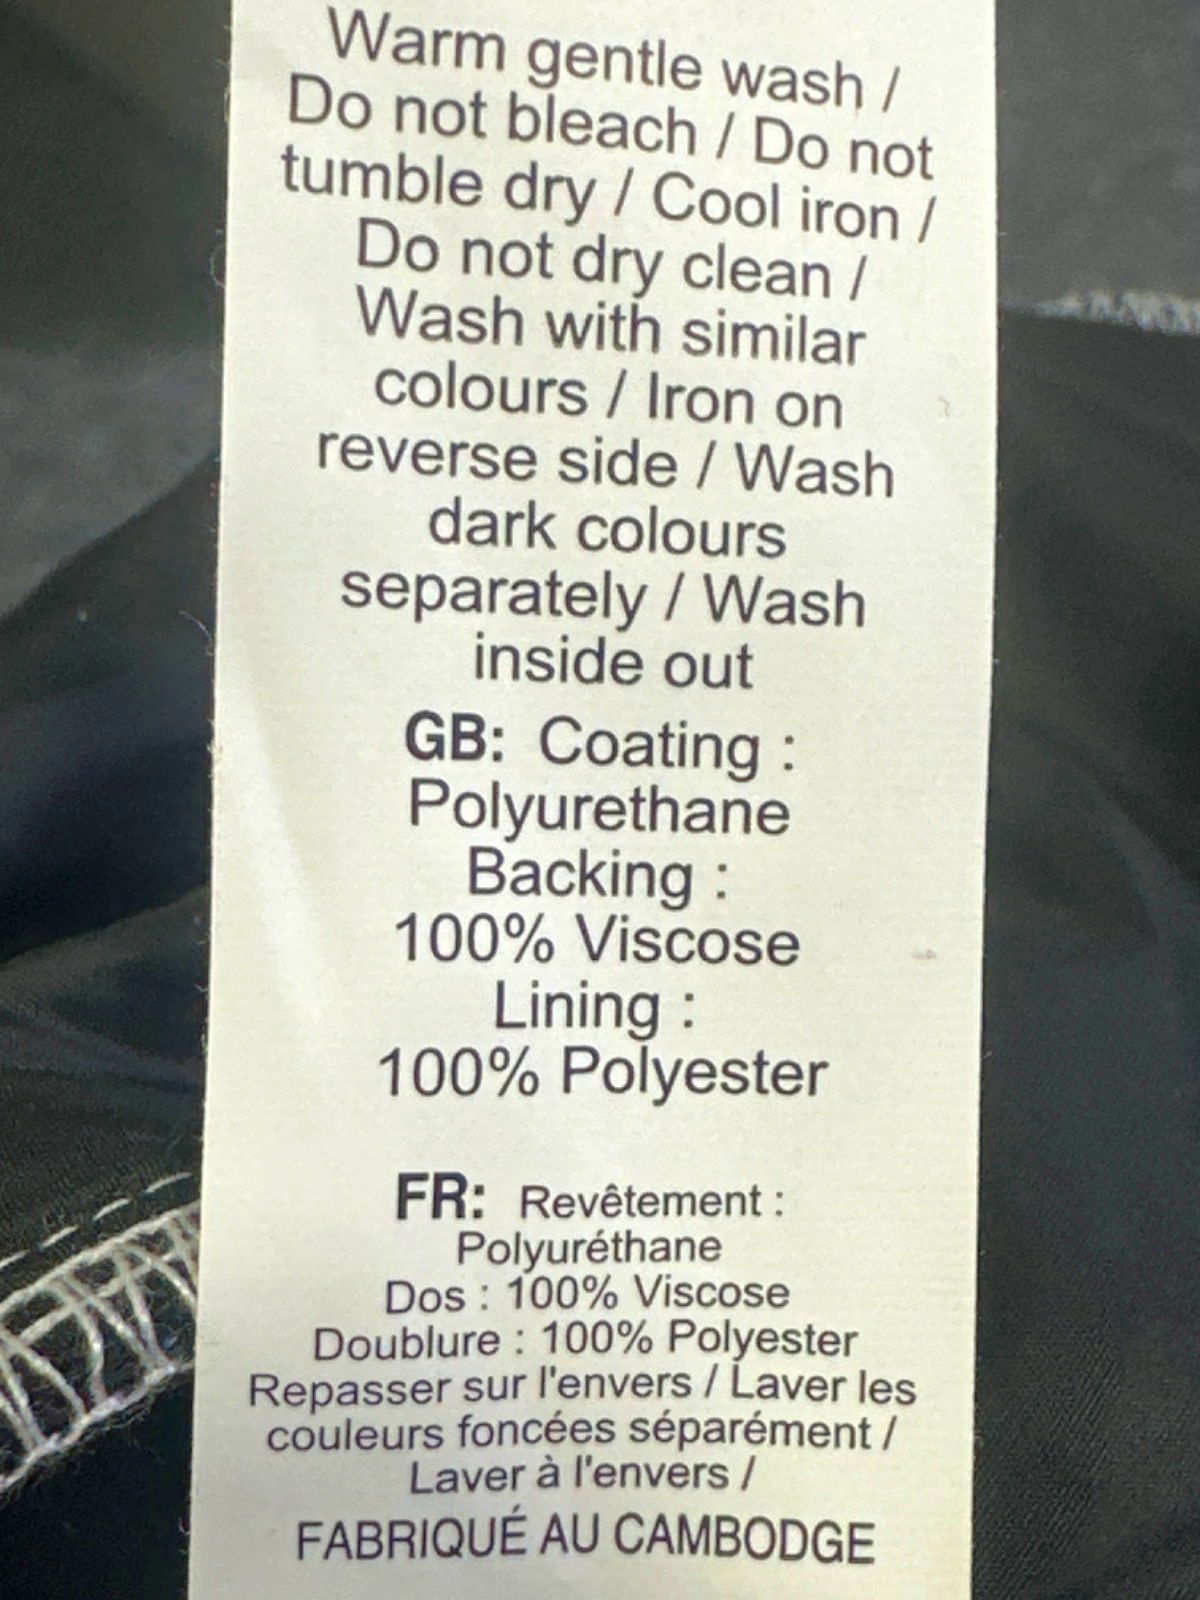 Warm gentle wash /
Do not bleach / Do not
tumble dry / Cool iron /
Do not dry clean /
Wash with similar
colours / Iron on
reverse side / Wash
dark colours
separately / Wash
inside out
GB: Coating :
Polyurethane
Backing :
100% Viscose
Lining :
100% Polyester
FR: Revêtement :
Polyuréthane
Dos : 100% Viscose
Doublure : 100% Polyester
Repasser sur l'envers / Laver les
couleurs foncées séparément /
Laver à l'envers /
FABRIQUÉ AU CAMBODGE